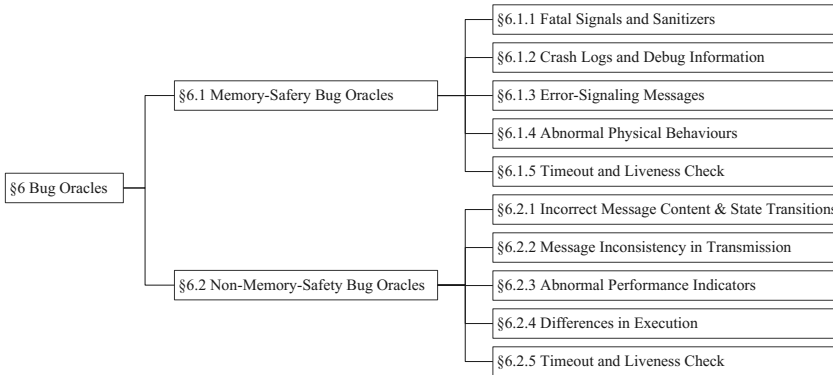 §6.1.1 Fatal Signals and Sanitizers
§6.1.2 Crash Logs and Debug Information
§6.1 Memory-Safery Bug Oracles
§6.1.3 Error-Signaling Messages
§6.1.4 Abnormal Physical Behaviours
§6.1.5 Timeout and Liveness Check
§6 Bug Oracles
§6.2.1 Incorrect Message Content & State Transitions
§6.2.2 Message Inconsistency in Transmission
§6.2 Non-Memory-Safety Bug Oracles
§6.2.3 Abnormal Performance Indicators
§6.2.4 Differences in Execution
§6.2.5 Timeout and Liveness Check